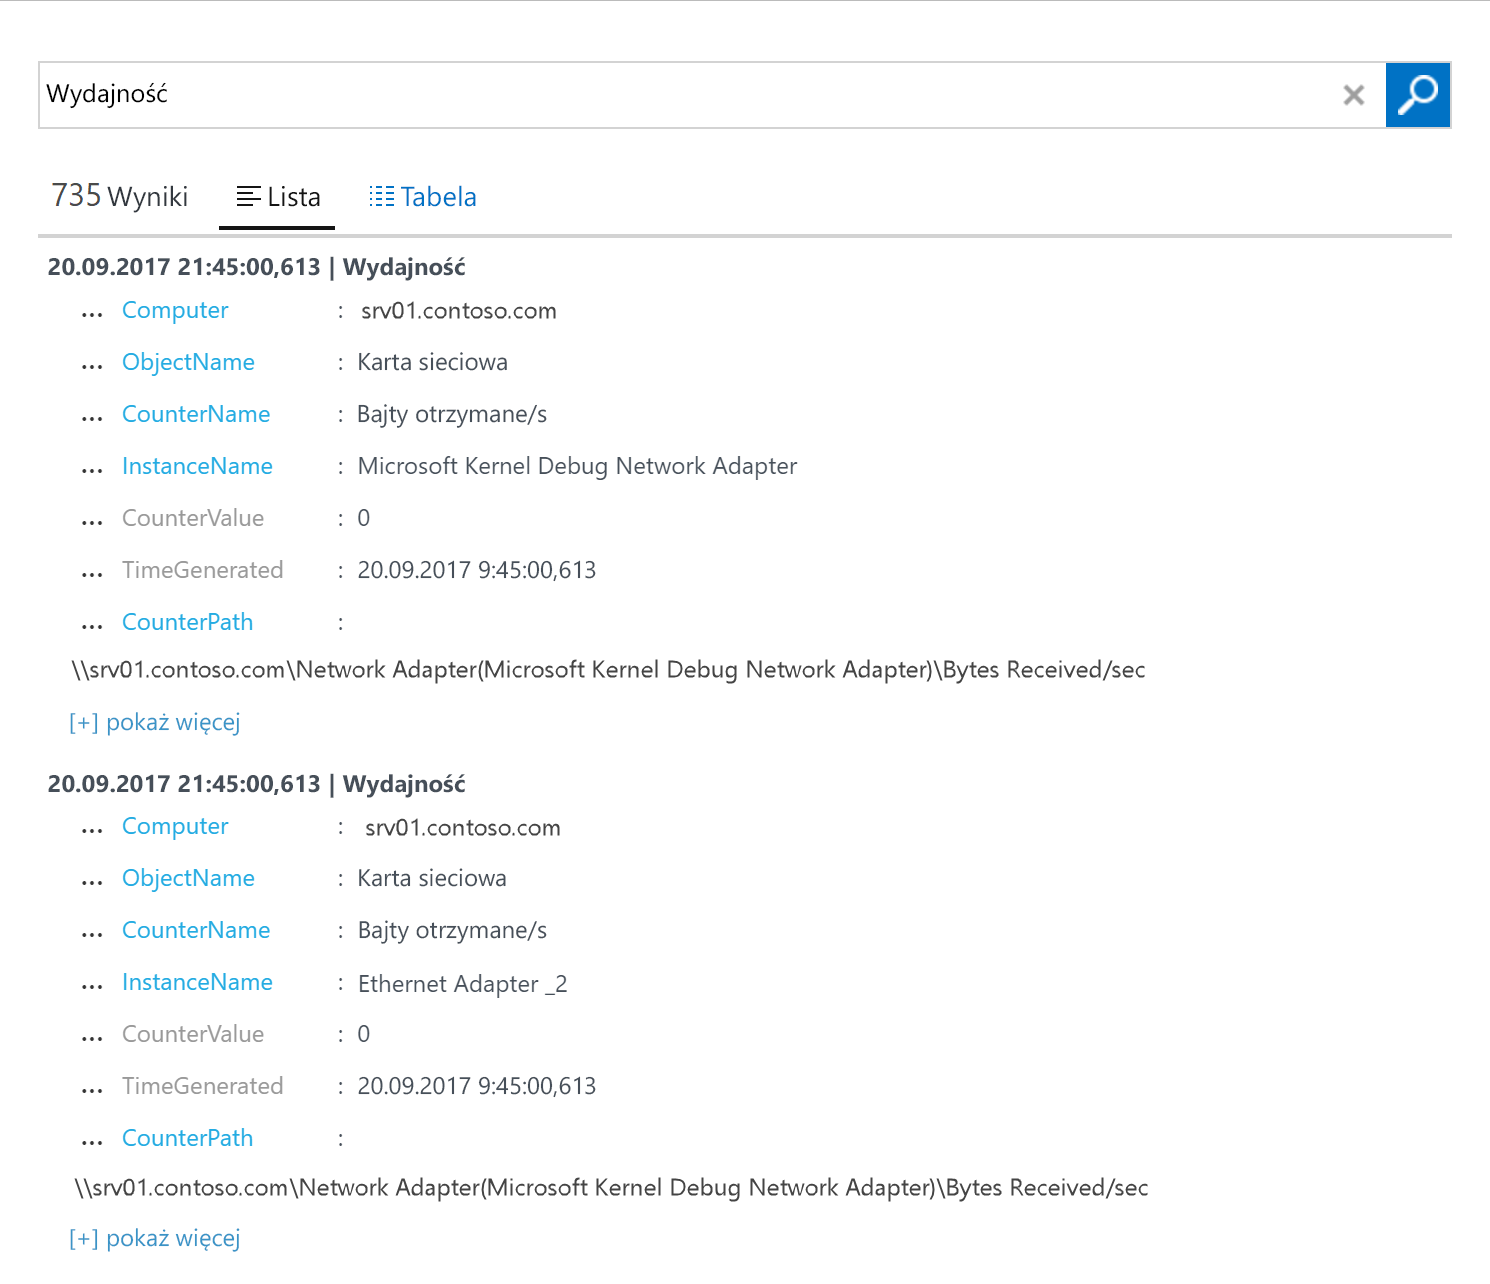 Wydajność
735 Wyniki Lista Tabela
20.09.2017 21:45:00,613 | Wydajność
... Computer : srv01.contoso.com
... ObjectName : Karta sieciowa
... CounterName : Bajty otrzymane/s
... InstanceName : Microsoft Kernel Debug Network Adapter
... CounterValue : 0
... TimeGenerated : 20.09.2017 9:45:00,613
... CounterPath :
\\srv01.contoso.com\Network Adapter(Microsoft Kernel Debug Network Adapter)\Bytes Received/sec
[+] pokaż więcej
20.09.2017 21:45:00,613 | Wydajność
... Computer : srv01.contoso.com
... ObjectName : Karta sieciowa
... CounterName : Bajty otrzymane/s
... InstanceName : Ethernet Adapter _2
... CounterValue : 0
... TimeGenerated : 20.09.2017 9:45:00,613
... CounterPath :
\\srv01.contoso.com\Network Adapter(Microsoft Kernel Debug Network Adapter)\Bytes Received/sec
[+] pokaż więcej